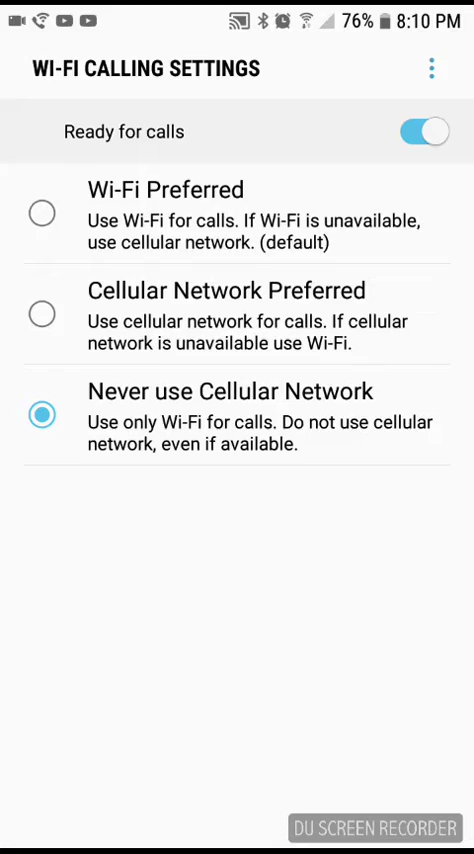 76% 8:10 PM
WI-FI CALLING SETTINGS
Ready for calls
Wi-Fi Preferred
Use Wi-Fi for calls. If Wi-Fi is unavailable,
use cellular network. (default)
Cellular Network Preferred
Use cellular network for calls. If cellular
network is unavailable use Wi-Fi.
Never use Cellular Network
Use only Wi-Fi for calls. Do not use cellular
network, even if available.
DU SCREEN RECORDER